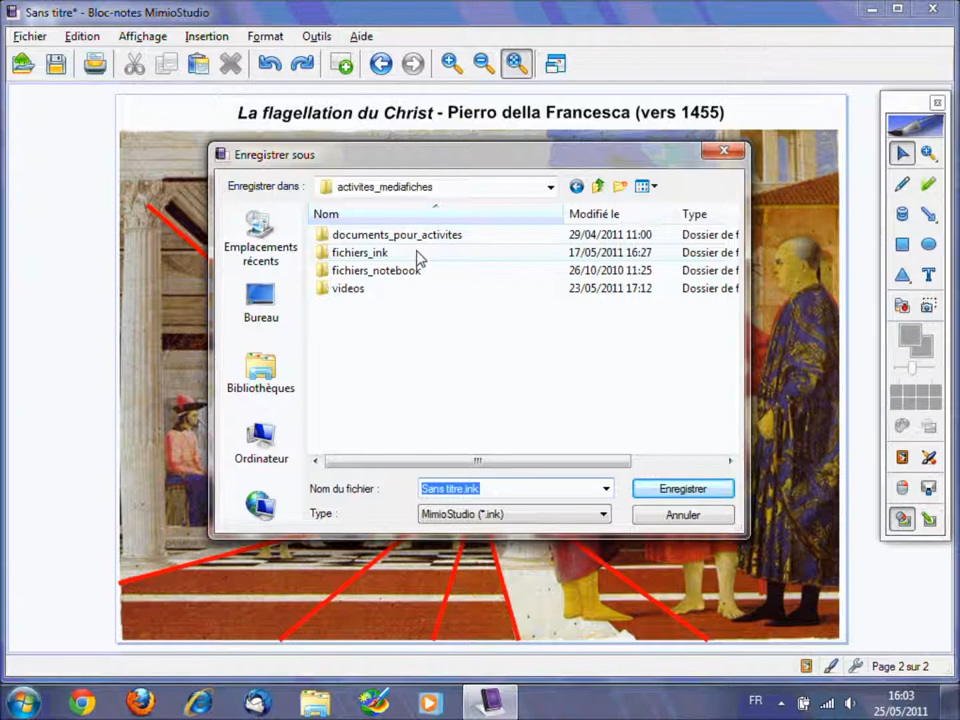 Sans titre* - Bloc-notes MimioStudio
Fichier Edition Affichage Insertion Format Outils Aide
La flagellation du Christ - Pierro della Francesca (vers 1455)
Enregistrer sous
Enregistrer dans : activites_mediafiches
Nom Modifié le Type
documents_pour_activites 29/04/2011 11:00 Dossier de f
fichiers_ink 17/05/2011 16:27 Dossier de f
fichiers_notebook 26/10/2010 11:25 Dossier de f
videos 23/05/2011 17:12 Dossier de f
Emplacements
récents
Bureau
Bibliothèques
Ordinateur
Nom du fichier : Sans titre.ink Enregistrer
Type : MimioStudio (*.ink) Annuler
Page 2 sur 2
FR 16:03
25/05/2011